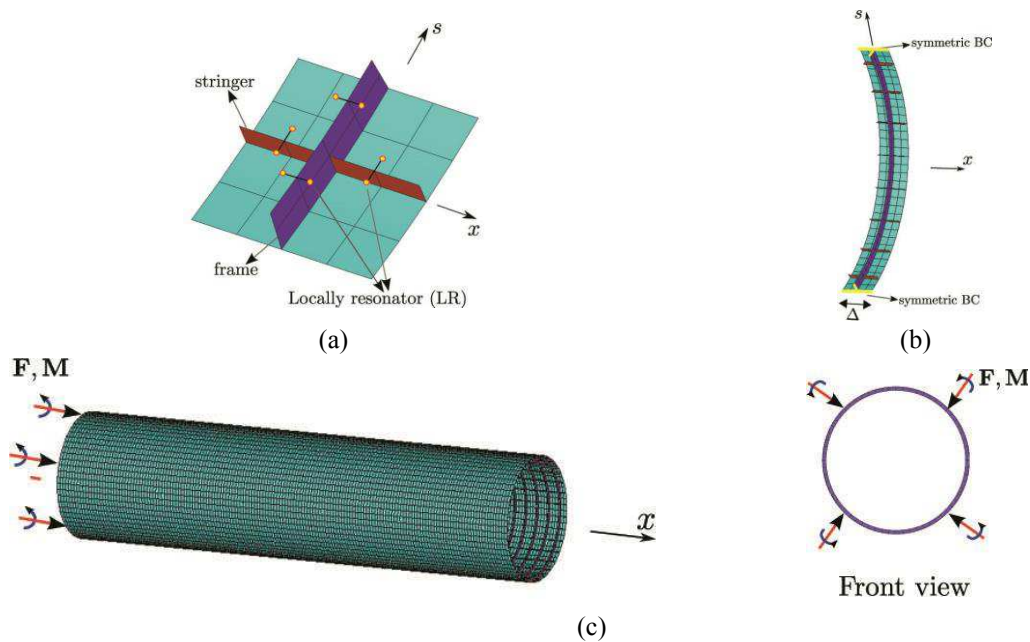 s
stringer
x
frame
Locally resonator (LR)
(a)
s
symmetric BC
x
symmetric BC
Δ
(b)
F, M
x
F, M
Front view
(c)